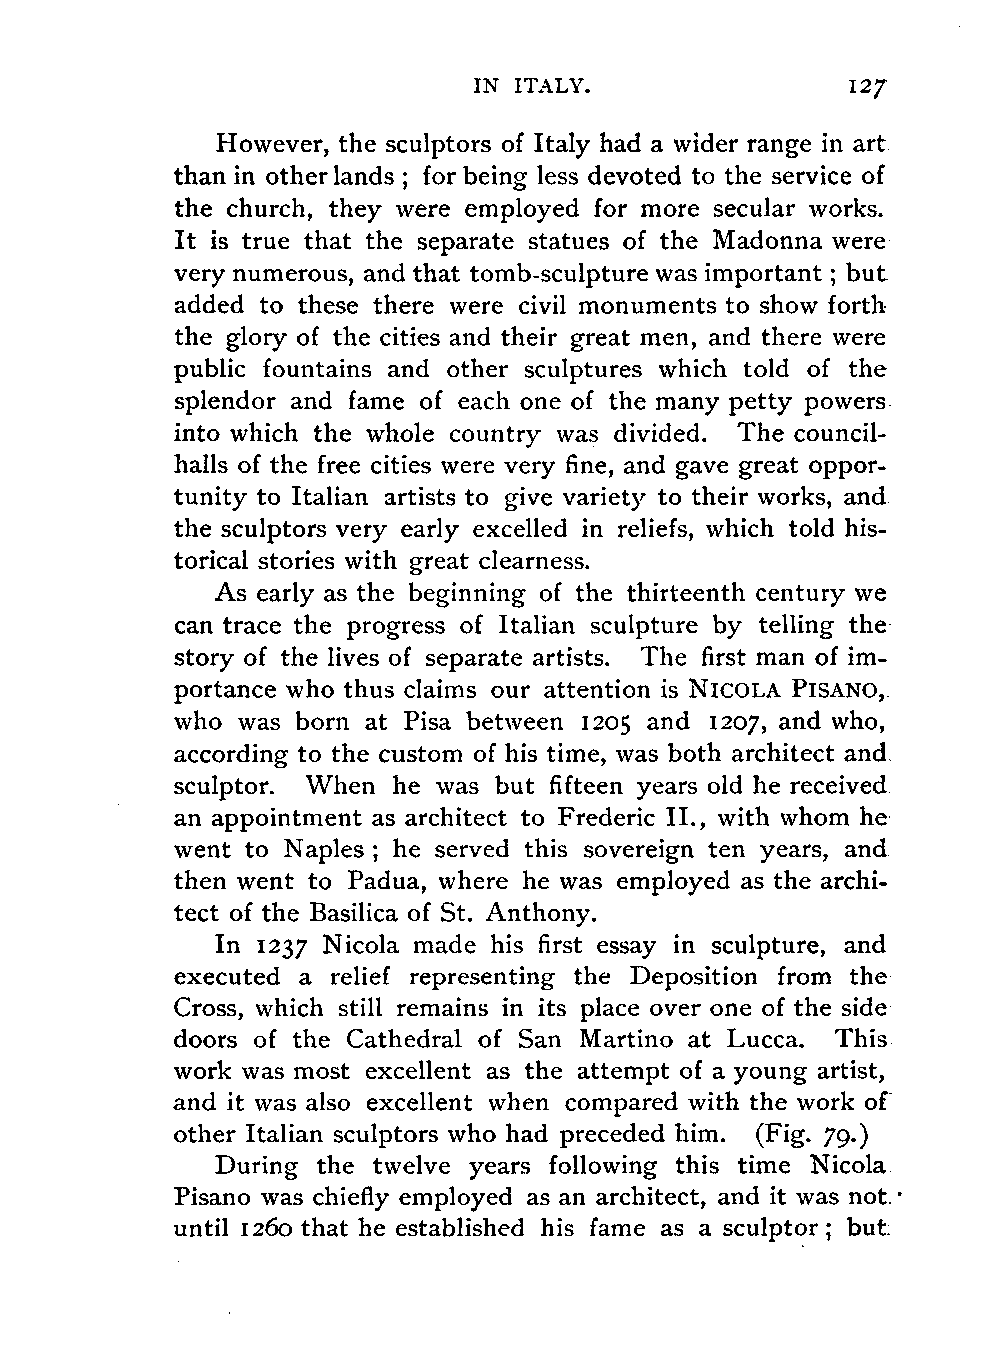 IN ITALY. 127
However, the sculptors of Italy had a wider range in art
than in other lands ; for being less devoted to the service of
the church, they were employed for more secular works.
It is true that the separate statues of the Madonna were
very numerous, and that tomb-sculpture was important ; but
added to these there were civil monuments to show forth
the glory of the cities and their great men, and there were
public fountains and other sculptures which told of the
splendor and fame of each one of the many petty powers
into which the whole country was divided. The council-
halls of the free cities were very fine, and gave great oppor-
tunity to Italian artists to give variety to their works, and
the sculptors very early excelled in reliefs, which told his-
torical stories with great clearness.
As early as the beginning of the thirteenth century we
can trace the progress of Italian sculpture by telling the
story of the lives of separate artists. The first man of im-
portance who thus claims our attention is NICOLA PISANO,
who was born at Pisa between 1205 and 1207, and who,
according to the custom of his time, was both architect and
sculptor. When he was but fifteen years old he received
an appointment as architect to Frederic II., with whom he
went to Naples ; he served this sovereign ten years, and
then went to Padua, where he was employed as the archi-
tect of the Basilica of St. Anthony.
In 1237 Nicola made his first essay in sculpture, and
executed a relief representing the Deposition from the
Cross, which still remains in its place over one of the side
doors of the Cathedral of San Martino at Lucca. This
work was most excellent as the attempt of a young artist,
and it was also excellent when compared with the work of
other Italian sculptors who had preceded him. (Fig. 79.)
During the twelve years following this time Nicola
Pisano was chiefly employed as an architect, and it was not
until 1260 that he established his fame as a sculptor ; but